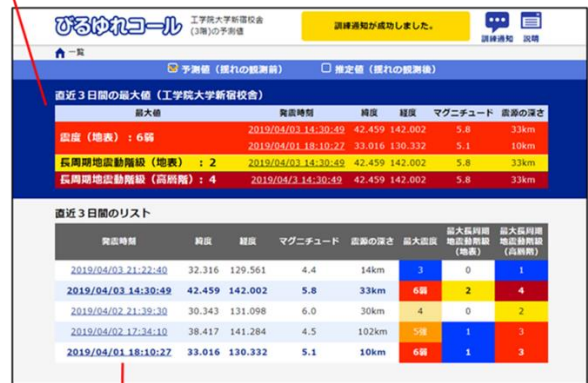 びるゆれコール 工学院大学新宿校舎
(3階)の予測値
訓練通知が成功しました。
訓練通知 説明
一覧
予測値（揺れの観測前） 推定値（揺れの観測後）
直近３日間の最大値（工学院大学新宿校舎）
最大値 発震時刻 緯度 経度 マグニチュード 震源の深さ
震度（地表）：6弱 2019/04/03 14:30:49 42.459 142.002 5.8 33km
2019/04/01 18:10:27 33.016 130.332 5.1 10km
長周期地震動階級（地表） ：2 2019/04/03 14:30:49 42.459 142.002 5.8 33km
長周期地震動階級（高層階）：4 2019/04/3 14:30:49 42.459 142.002 5.8 33km
直近３日間のリスト
発震時刻 緯度 経度 マグニチュード 震源の深さ 最大震度 最大長周期地震動階級（地表） 最大長周期地震動階級（高層階）
2019/04/03 21:22:40 32.316 129.561 4.4 14km 3 0 1
2019/04/03 14:30:49 42.459 142.002 5.8 33km 6弱 2 4
2019/04/02 21:39:30 30.343 131.098 6.0 30km 4 0 2
2019/04/02 17:34:10 38.417 141.284 4.5 102km 5強 1 3
2019/04/01 18:10:27 33.016 130.332 5.1 10km 6弱 1 3